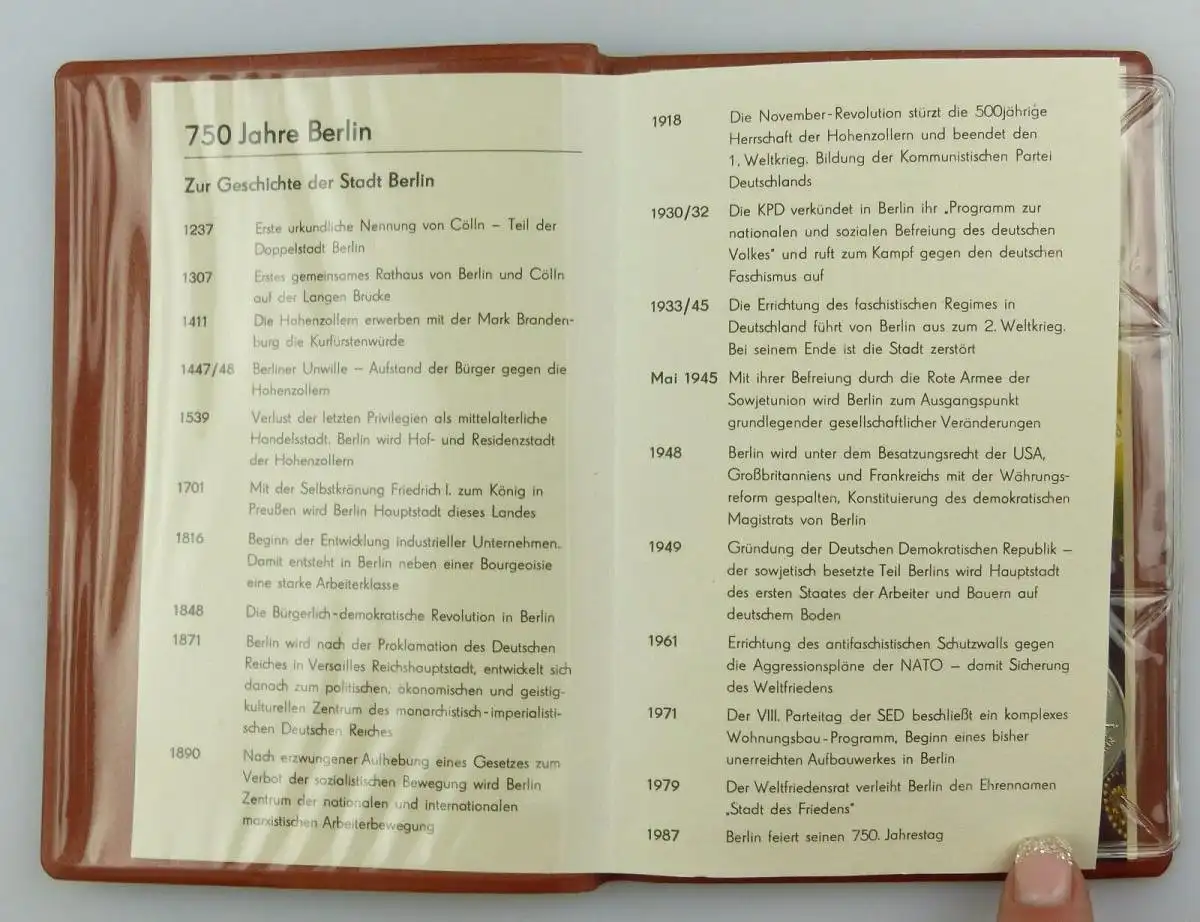 750 Jahre Berlin
Zur Geschichte der Stadt Berlin
1237 Erste urkundliche Nennung von Cölln – Teil der
Doppelstadt Berlin
1307 Erstes gemeinsames Rathaus von Berlin und Cölln
auf der Langen Brücke
1411 Die Hohenzollern erwerben mit der Mark Branden-
burg die Kurfürstenwürde
1447/48 Berliner Unwille – Aufstand der Bürger gegen die
Hohenzollern
1539 Verlust der letzten Privilegien als mittelalterliche
Handelsstadt. Berlin wird Hof- und Residenzstadt
der Hohenzollern
1701 Mit der Selbstkrönung Friedrich I. zum König in
Preußen wird Berlin Hauptstadt dieses Landes
1816 Beginn der Entwicklung industrieller Unternehmen.
Damit entsteht in Berlin neben einer Bourgeoisie
eine starke Arbeiterklasse
1848 Die Bürgerlich-demokratische Revolution in Berlin
1871 Berlin wird nach der Proklamation des Deutschen
Reiches in Versailles Reichshauptstadt, entwickelt sich
danach zum politischen, ökonomischen und geistig-
kulturellen Zentrum des monarchistisch-imperialisti-
schen Deutschen Reiches
1890 Nach erzwungener Aufhebung eines Gesetzes zum
Verbot der sozialistischen Bewegung wird Berlin
Zentrum der nationalen und internationalen
marxistischen Arbeiterbewegung
1918 Die November-Revolution stürzt die 500jährige
Herrschaft der Hohenzollern und beendet den
1. Weltkrieg. Bildung der Kommunistischen Partei
Deutschlands
1930/32 Die KPD verkündet in Berlin ihr „Programm zur
nationalen und sozialen Befreiung des deutschen
Volkes" und ruft zum Kampf gegen den deutschen
Faschismus auf
1933/45 Die Errichtung des faschistischen Regimes in
Deutschland führt von Berlin aus zum 2. Weltkrieg.
Bei seinem Ende ist die Stadt zerstört
Mai 1945 Mit ihrer Befreiung durch die Rote Armee der
Sowjetunion wird Berlin zum Ausgangspunkt
grundlegender gesellschaftlicher Veränderungen
1948 Berlin wird unter dem Besatzungsrecht der USA,
Großbritanniens und Frankreichs mit der Währungs-
reform gespalten, Konstituierung des demokratischen
Magistrats von Berlin
1949 Gründung der Deutschen Demokratischen Republik –
der sowjetisch besetzte Teil Berlins wird Hauptstadt
des ersten Staates der Arbeiter und Bauern auf
deutschem Boden
1961 Errichtung des antifaschistischen Schutzwalls gegen
die Aggressionspläne der NATO – damit Sicherung
des Weltfriedens
1971 Der VIII. Parteitag der SED beschließt ein komplexes
Wohnungsbau-Programm, Beginn eines bisher
unerreichten Aufbauwerkes in Berlin
1979 Der Weltfriedensrat verleiht Berlin den Ehrennamen
„Stadt des Friedens"
1987 Berlin feiert seinen 750. Jahrestag